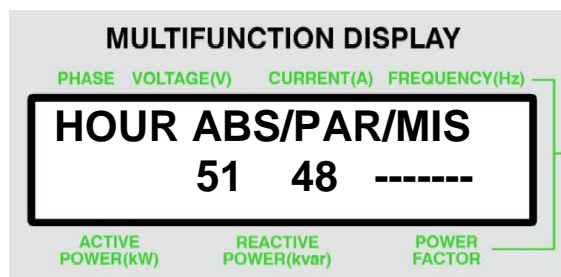 MULTIFUNCTION DISPLAY
PHASE VOLTAGE(V) CURRENT(A) FREQUENCY(Hz)
HOUR ABS/PAR/MIS
51 48 -------
ACTIVE POWER(kW) REACTIVE POWER(kvar) POWER FACTOR